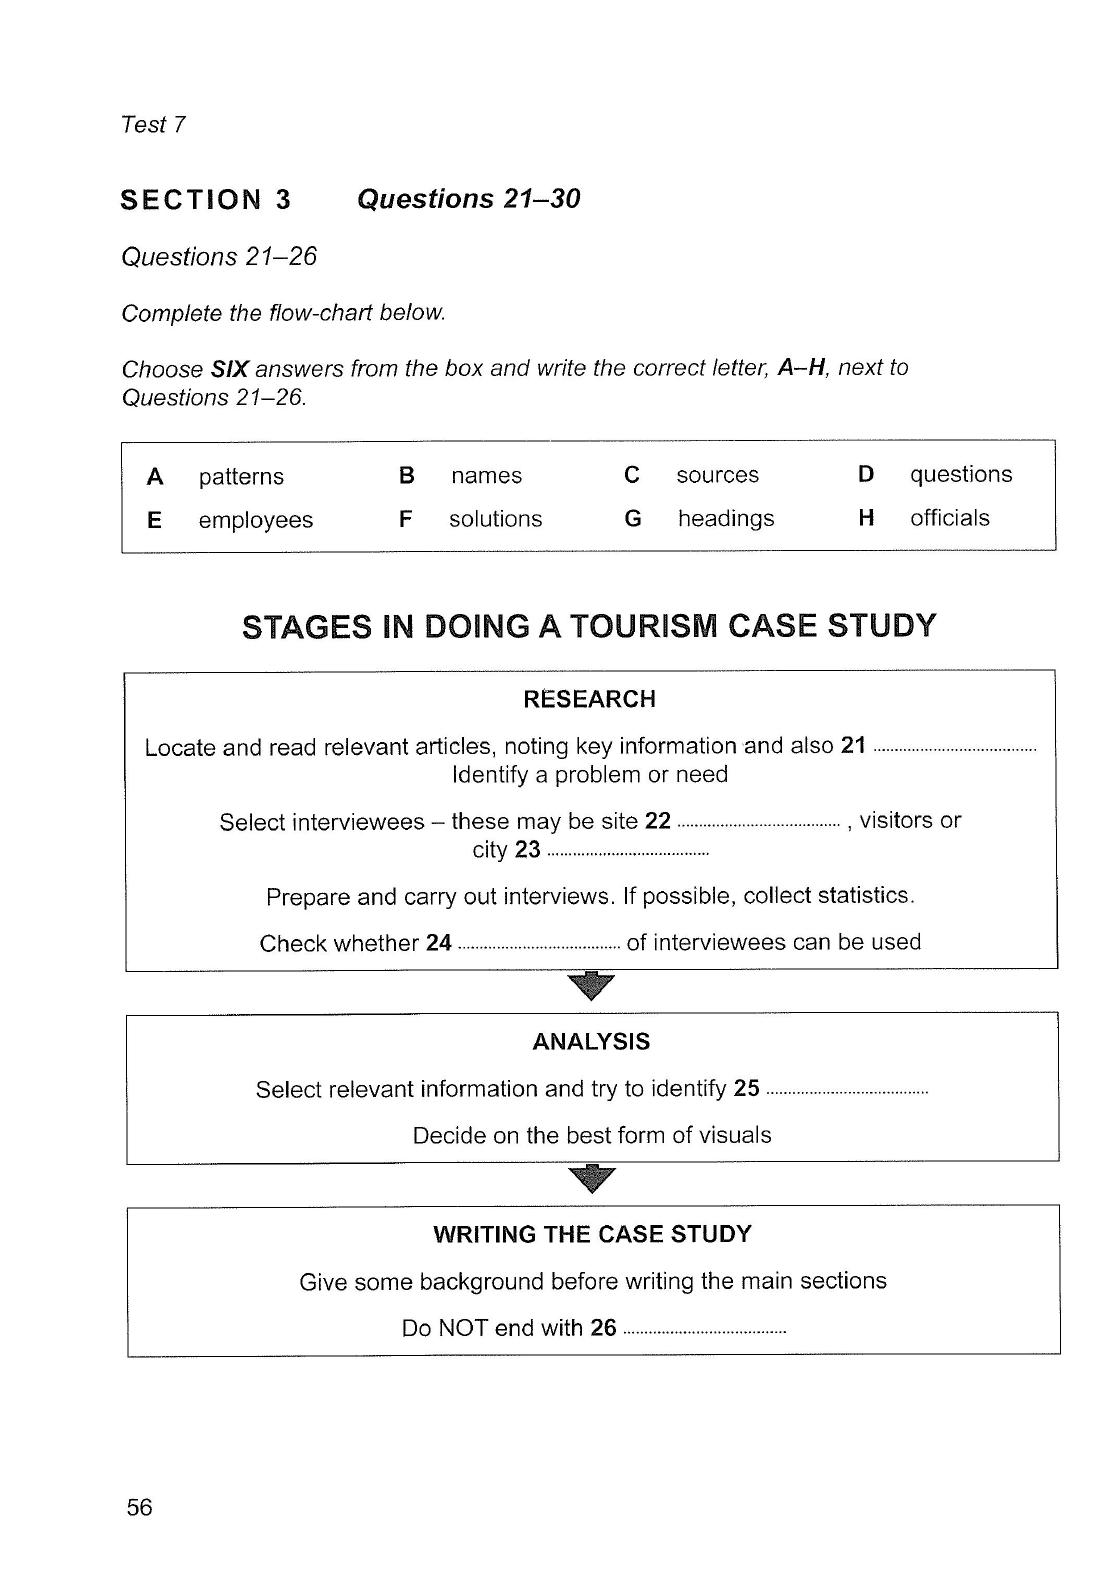 Test 7
SECTION 3 Questions 21–30
Questions 21–26
Complete the flow-chart below.
Choose SIX answers from the box and write the correct letter, A–H, next to
Questions 21–26.
A patterns B names C sources D questions
E employees F solutions G headings H officials
STAGES IN DOING A TOURISM CASE STUDY
RESEARCH
Locate and read relevant articles, noting key information and also 21 ......................................
Identify a problem or need
Select interviewees – these may be site 22 ...................................... , visitors or
city 23 ......................................
Prepare and carry out interviews. If possible, collect statistics.
Check whether 24 ...................................... of interviewees can be used
ANALYSIS
Select relevant information and try to identify 25 ......................................
Decide on the best form of visuals
WRITING THE CASE STUDY
Give some background before writing the main sections
Do NOT end with 26 ......................................
56